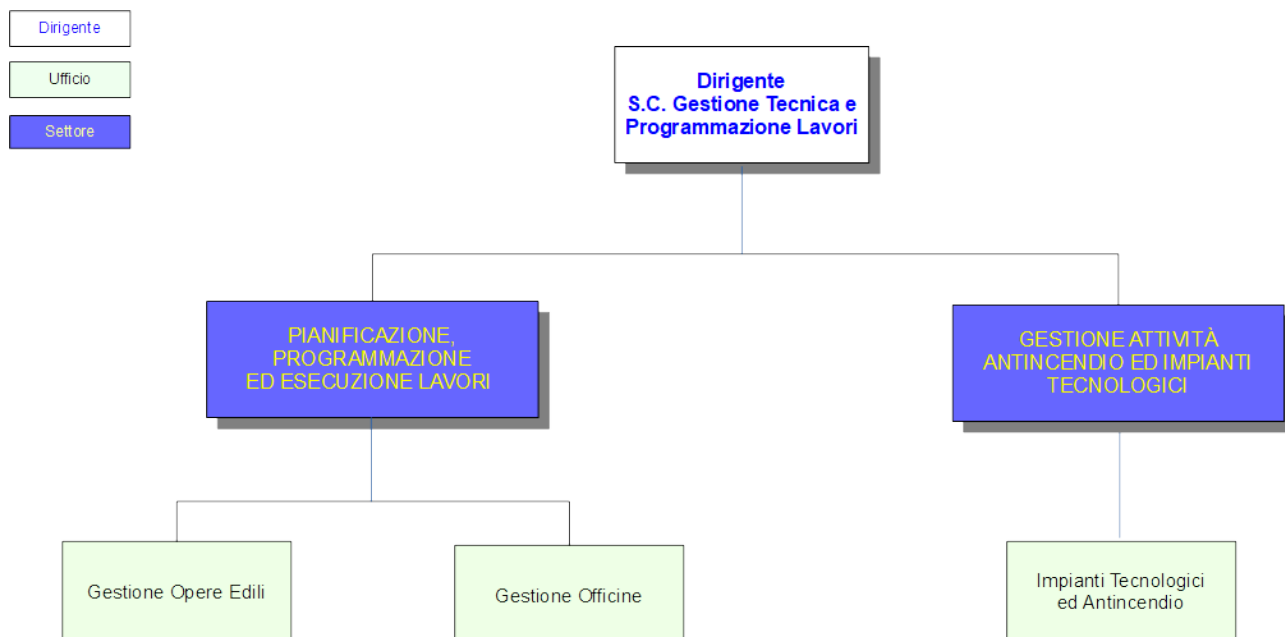 Dirigente
Ufficio
Settore
Dirigente
S.C. Gestione Tecnica e
Programmazione Lavori
PIANIFICAZIONE,
PROGRAMMAZIONE
ED ESECUZIONE LAVORI
GESTIONE ATTIVITÀ
ANTINCENDIO ED IMPIANTI
TECNOLOGICI
Gestione Opere Edili
Gestione Officine
Impianti Tecnologici
ed Antincendio